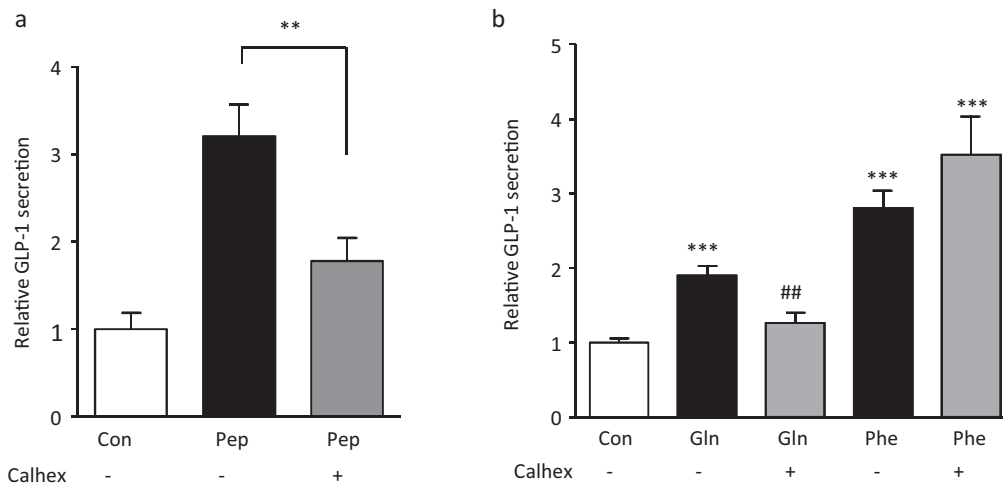 a
**
Relative GLP-1 secretion
4
3
2
1
0
Con Pep Pep
Calhex - - +
b
Relative GLP-1 secretion
5
4
3
2
1
0
***
##
***
***
Con Gln Gln Phe Phe
Calhex - - + - +